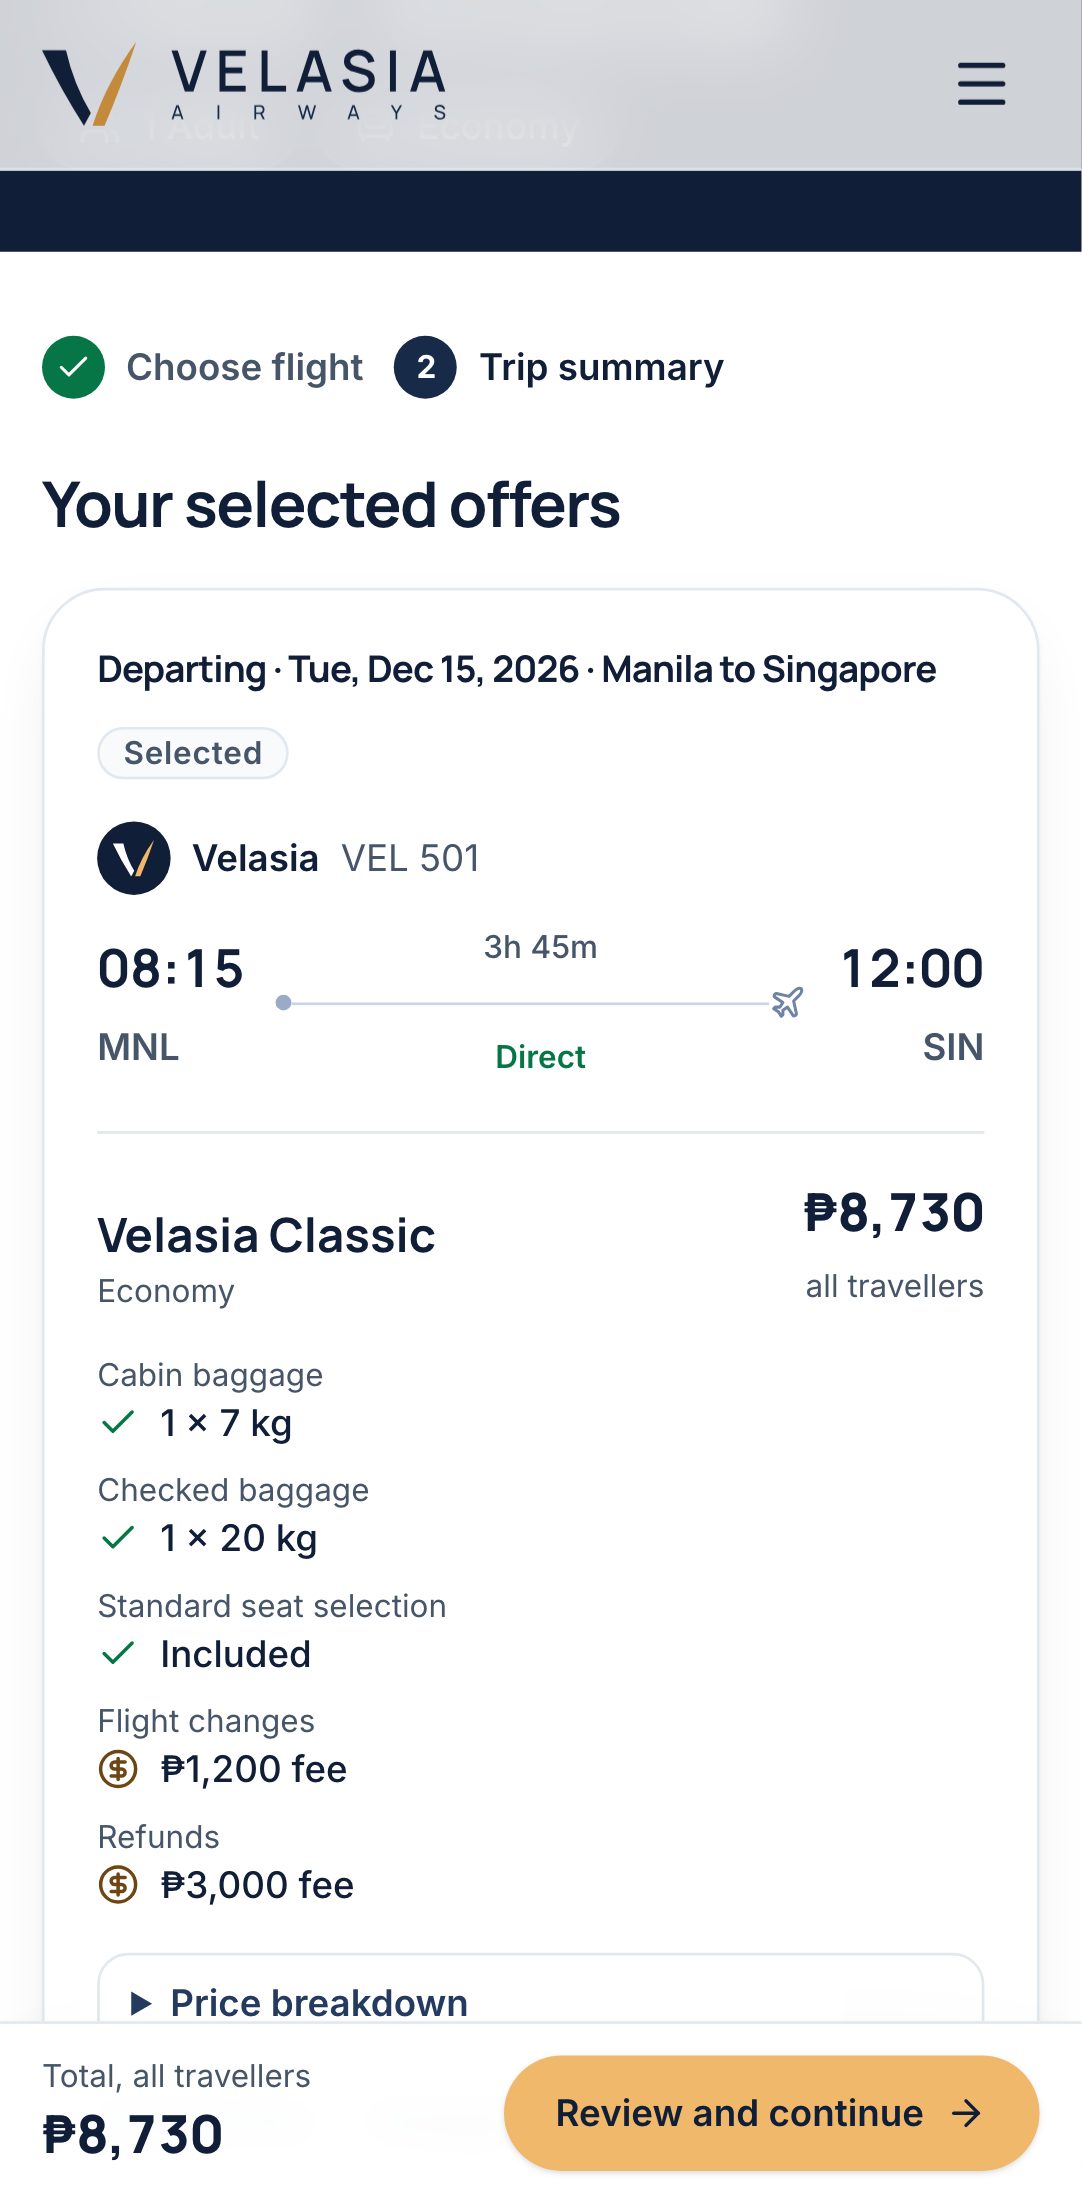 VELASIA
AIRWAYS
1 Adult Economy
Choose flight 2 Trip summary
Your selected offers
Departing · Tue, Dec 15, 2026 · Manila to Singapore
Selected
Velasia VEL 501
3h 45m
08:15 12:00
MNL SIN
Direct
₱8,730
Velasia Classic
all travellers
Economy
Cabin baggage
1 × 7 kg
Checked baggage
1 × 20 kg
Standard seat selection
Included
Flight changes
₱1,200 fee
Refunds
₱3,000 fee
Price breakdown
Total, all travellers
₱8,730
Review and continue